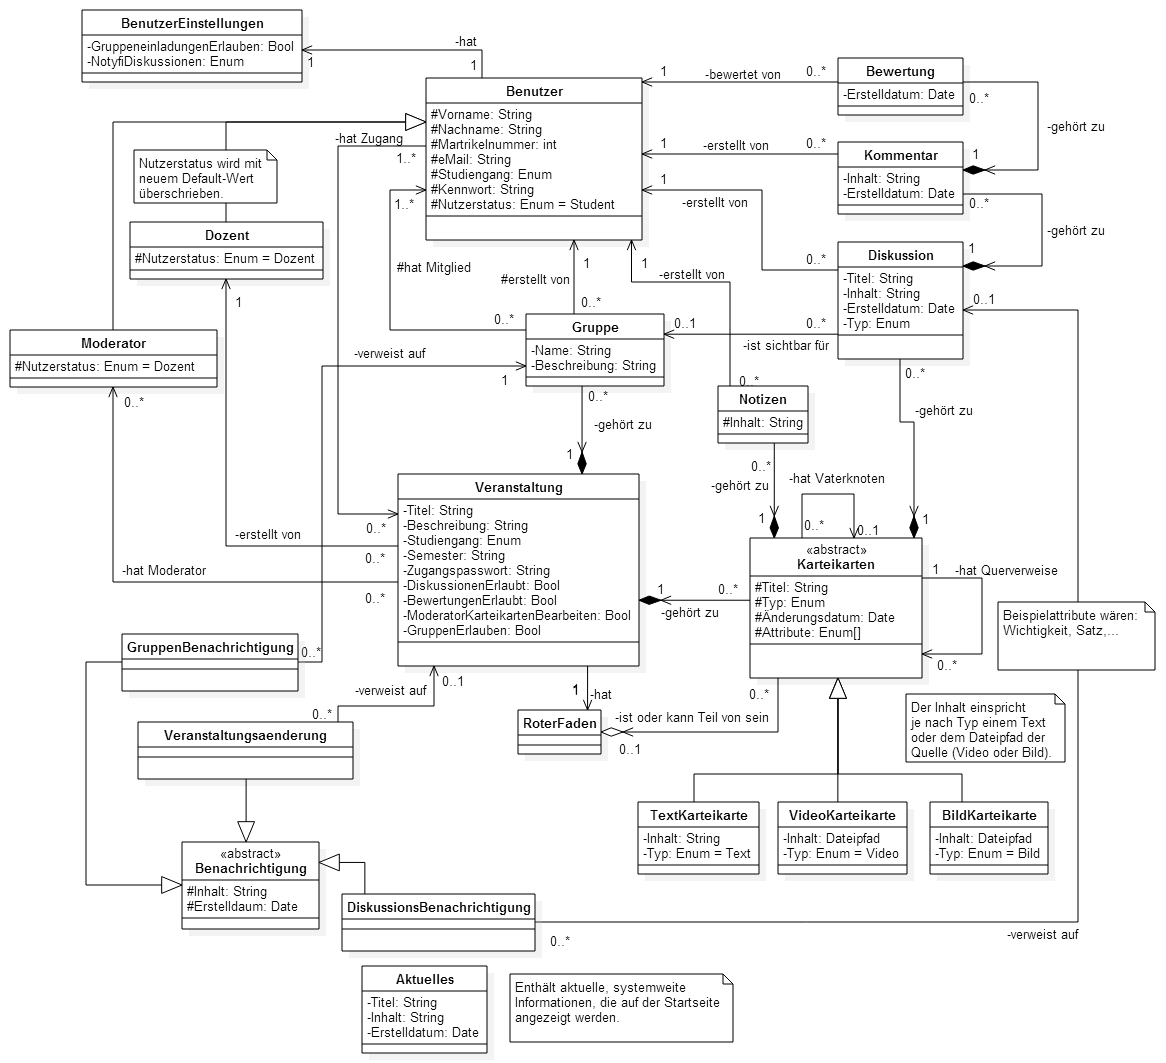 BenutzerEinstellungen
-GruppeneinladungenErlauben: Bool
-NotyfiDiskussionen: Enum
-hat
1
1
Benutzer
#Vorname: String
#Nachname: String
#Martrikelnummer: int
#eMail: String
#Studiengang: Enum
#Kennwort: String
#Nutzerstatus: Enum = Student
1
-bewertet von
0..*
Bewertung
-Erstelldatum: Date
0..*
-gehört zu
1
-erstellt von
0..*
Kommentar
1
-Inhalt: String
-Erstelldatum: Date
0..*
-gehört zu
1
-erstellt von
0..*
Diskussion
1
-Titel: String
-Inhalt: String
-Erstelldatum: Date
-Typ: Enum
0..1
-hat Zugang
1..*
Nutzerstatus wird mit
neuem Default-Wert
überschrieben.
1..*
Dozent
#Nutzerstatus: Enum = Dozent
1
#hat Mitglied
#erstellt von
1
0..*
1
-erstellt von
0..*
Moderator
#Nutzerstatus: Enum = Dozent
0..*
-verweist auf
1
0..*
Gruppe
-Name: String
-Beschreibung: String
0..1
0..*
-ist sichtbar für
0..*
-gehört zu
1
Notizen
#Inhalt: String
0..*
-gehört zu
1
0..*
-gehört zu
1
-hat Vaterknoten
0..*
0..1
Veranstaltung
-Titel: String
-Beschreibung: String
-Studiengang: Enum
-Semester: String
-Zugangspasswort: String
-DiskussionenErlaubt: Bool
-BewertungenErlaubt: Bool
-ModeratorKarteikartenBearbeiten: Bool
-GruppenErlauben: Bool
0..*
-erstellt von
0..*
-hat Moderator
0..*
1
-gehört zu
0..*
«abstract»
Karteikarten
#Titel: String
#Typ: Enum
#Änderungsdatum: Date
#Attribute: Enum[]
1
-hat Querverweise
0..*
Beispielattribute wären:
Wichtigkeit, Satz,...
GruppenBenachrichtigung
0..*
-verweist auf
0..1
0..*
1
-hat
RoterFaden
-ist oder kann Teil von sein
0..1
0..*
Der Inhalt einspricht
je nach Typ einem Text
oder dem Dateipfad der
Quelle (Video oder Bild).
Veranstaltungsaenderung
TextKarteikarte
-Inhalt: String
-Typ: Enum = Text
VideoKarteikarte
-Inhalt: Dateipfad
-Typ: Enum = Video
BildKarteikarte
-Inhalt: Dateipfad
-Typ: Enum = Bild
«abstract»
Benachrichtigung
#Inhalt: String
#Erstelldaum: Date
DiskussionsBenachrichtigung
0..*
-verweist auf
Aktuelles
-Titel: String
-Inhalt: String
-Erstelldatum: Date
Enthält aktuelle, systemweite
Informationen, die auf der Startseite
angezeigt werden.